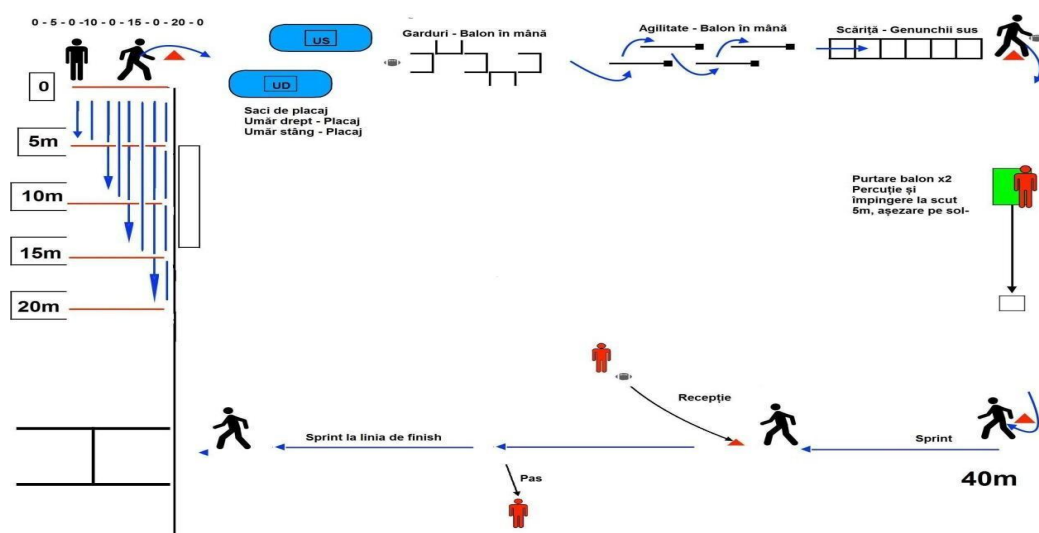 0 - 5 - 0 -10 - 0 - 15 - 0 - 20 - 0
US
UD
Saci de placaj
Umăr drept - Placaj
Umăr stâng - Placaj
Garduri - Balon în mână
Agilitate - Balon în mână
Scăriță - Genunchii sus
0
5m
10m
15m
20m
Purtare balon x2
Percuție și
împingere la scut
5m, așezare pe sol-
Recepție
Sprint la linia de finish
Sprint
Pas
40m